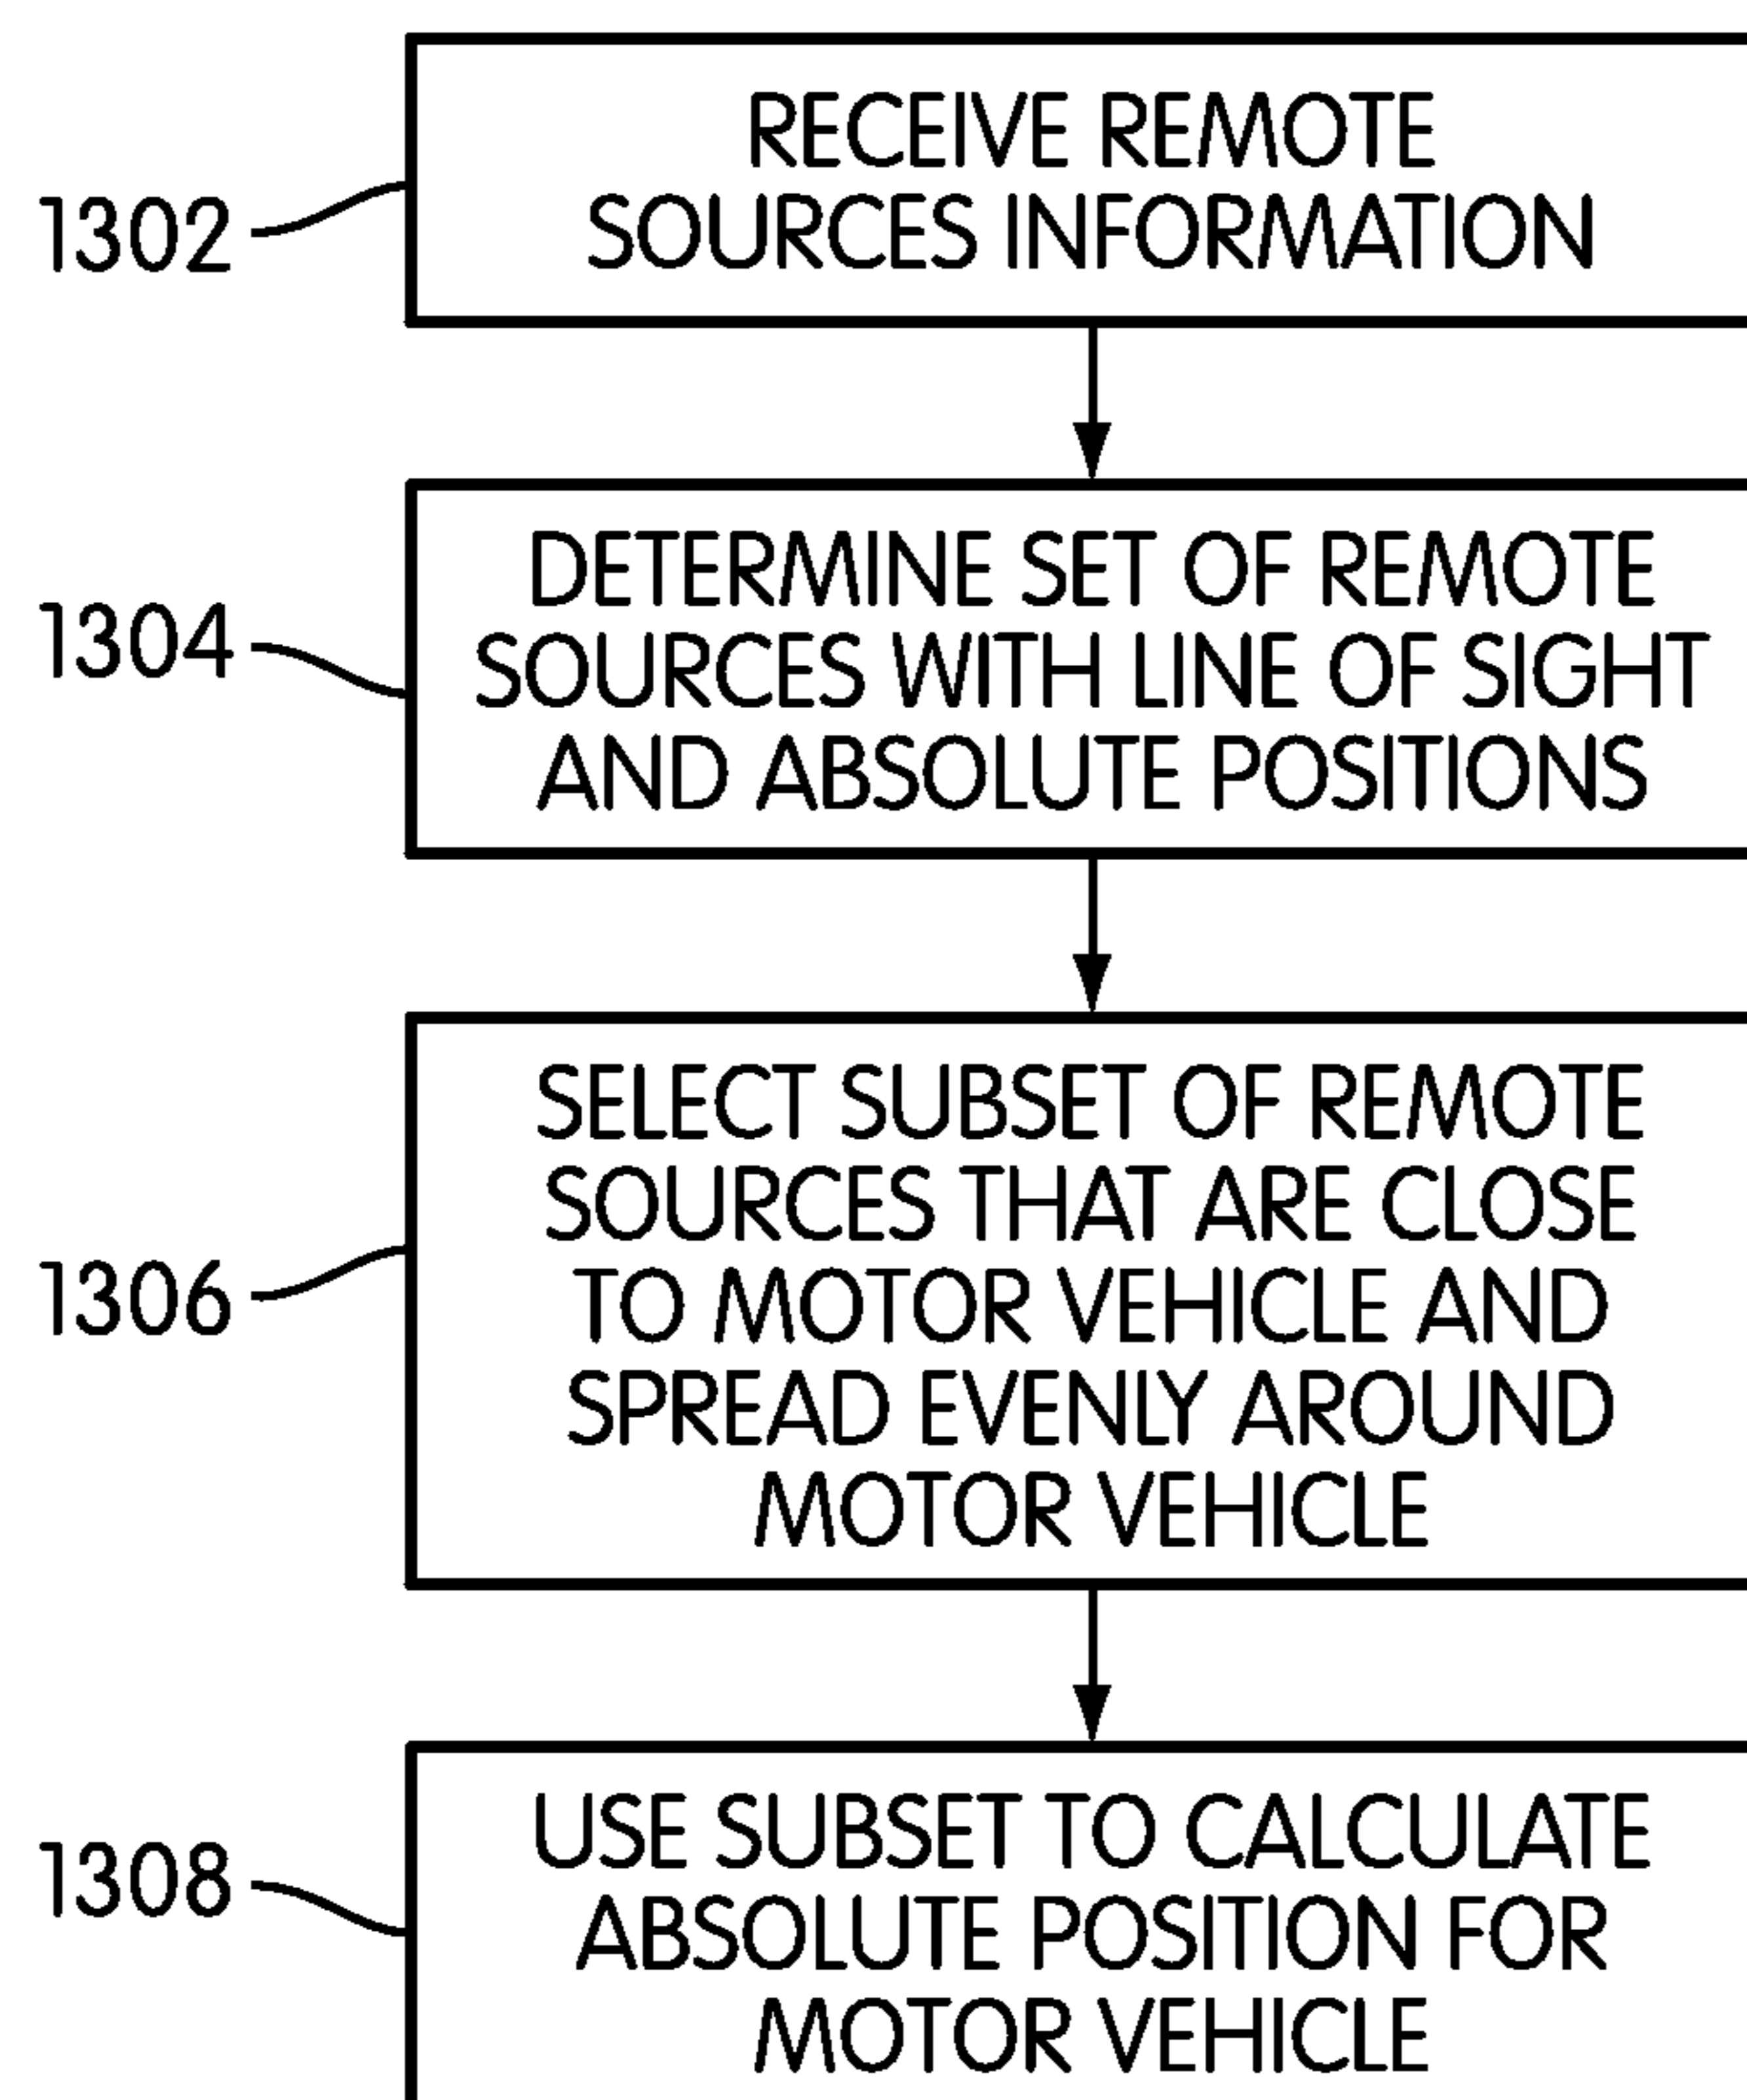 RECEIVE REMOTE
SOURCES INFORMATION
1302
DETERMINE SET OF REMOTE
SOURCES WITH LINE OF SIGHT
AND ABSOLUTE POSITIONS
1304
SELECT SUBSET OF REMOTE
SOURCES THAT ARE CLOSE
TO MOTOR VEHICLE AND
SPREAD EVENLY AROUND
MOTOR VEHICLE
1306
USE SUBSET TO CALCULATE
ABSOLUTE POSITION FOR
MOTOR VEHICLE
1308